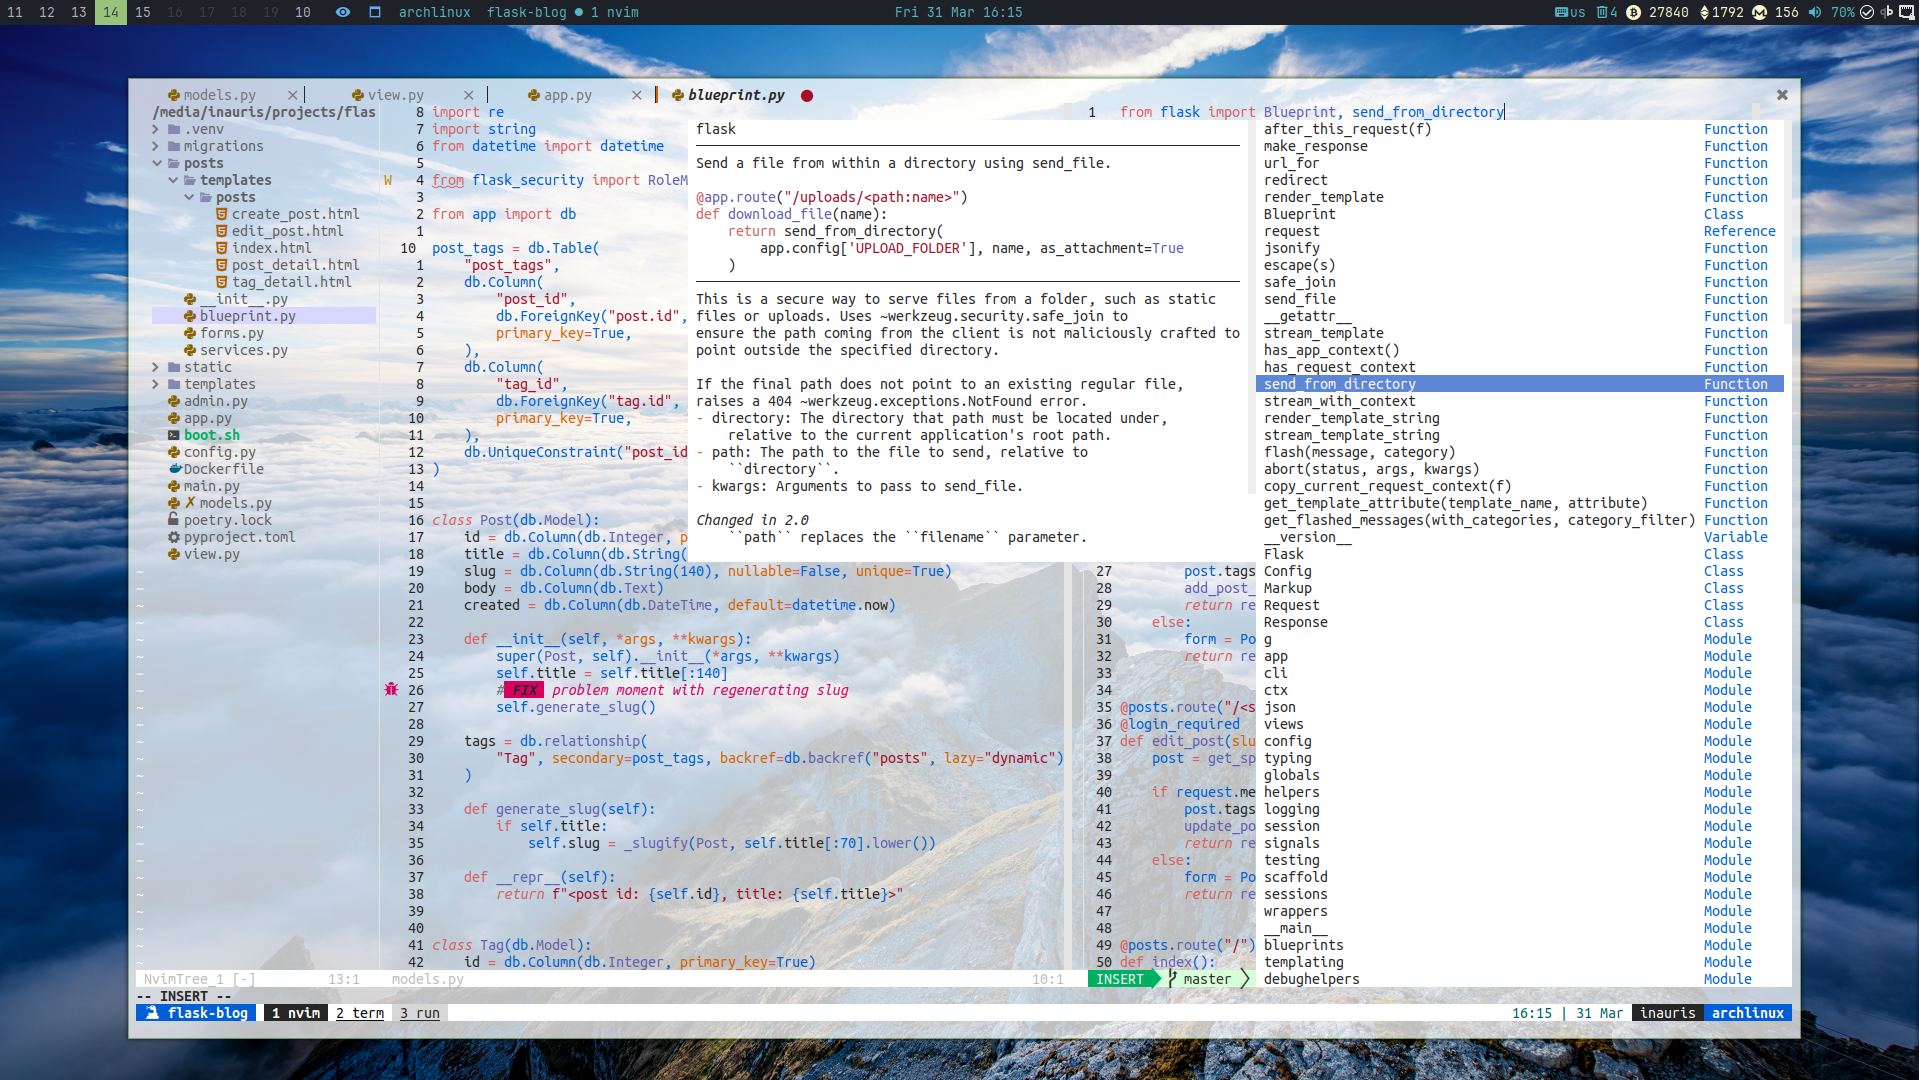 11 12 13 14 15 16 17 18 19 10 archlinux flask-blog ● 1 nvim
Fri 31 Mar 16:15
us 4 27840 1792 156 70%
models.py × view.py × app.py × blueprint.py ●
/media/inauris/projects/flas
.venv
migrations
posts
templates
posts
create_post.html
edit_post.html
index.html
post_detail.html
tag_detail.html
__init__.py
blueprint.py
forms.py
services.py
static
templates
admin.py
app.py
boot.sh
config.py
Dockerfile
main.py
✗ models.py
poetry.lock
pyproject.toml
view.py
8 import re
7 import string
6 from datetime import datetime
5
W 4 from flask_security import RoleM
3
2 from app import db
1
10 post_tags = db.Table(
1 "post_tags",
2 db.Column(
3 "post_id",
4 db.ForeignKey("post.id",
5 primary_key=True,
6 ),
7 db.Column(
8 "tag_id",
9 db.ForeignKey("tag.id",
10 primary_key=True,
11 ),
12 db.UniqueConstraint("post_id
13 )
14
15
16 class Post(db.Model):
17 id = db.Column(db.Integer, p
18 title = db.Column(db.String(
19 slug = db.Column(db.String(140), nullable=False, unique=True)
20 body = db.Column(db.Text)
21 created = db.Column(db.DateTime, default=datetime.now)
22
23 def __init__(self, *args, **kwargs):
24 super(Post, self).__init__(*args, **kwargs)
25 self.title = self.title[:140]
26 # FIX problem moment with regenerating slug
27 self.generate_slug()
28
29 tags = db.relationship(
30 "Tag", secondary=post_tags, backref=db.backref("posts", lazy="dynamic")
31 )
32
33 def generate_slug(self):
34 if self.title:
35 self.slug = _slugify(Post, self.title[:70].lower())
36
37 def __repr__(self):
38 return f"<post id: {self.id}, title: {self.title}>"
39
40
41 class Tag(db.Model):
42 id = db.Column(db.Integer, primary_key=True)
flask
Send a file from within a directory using send_file.
@app.route("/uploads/<path:name>")
def download_file(name):
return send_from_directory(
app.config['UPLOAD_FOLDER'], name, as_attachment=True
)
This is a secure way to serve files from a folder, such as static
files or uploads. Uses ~werkzeug.security.safe_join to
ensure the path coming from the client is not maliciously crafted to
point outside the specified directory.
If the final path does not point to an existing regular file,
raises a 404 ~werkzeug.exceptions.NotFound error.
- directory: The directory that path must be located under,
relative to the current application's root path.
- path: The path to the file to send, relative to
``directory``.
- kwargs: Arguments to pass to send_file.
Changed in 2.0
``path`` replaces the ``filename`` parameter.
1 from flask import Blueprint, send_from_directory
after_this_request(f) Function
make_response Function
url_for Function
redirect Function
render_template Function
Blueprint Class
request Reference
jsonify Function
escape(s) Function
safe_join Function
send_file Function
__getattr__ Function
stream_template Function
has_app_context() Function
has_request_context Function
send_from_directory Function
stream_with_context Function
render_template_string Function
stream_template_string Function
flash(message, category) Function
abort(status, args, kwargs) Function
copy_current_request_context(f) Function
get_template_attribute(template_name, attribute) Function
get_flashed_messages(with_categories, category_filter) Function
__version__ Variable
Flask Class
Config Class
Markup Class
Request Class
Response Class
g Module
app Module
cli Module
ctx Module
json Module
views Module
config Module
typing Module
globals Module
helpers Module
logging Module
session Module
signals Module
testing Module
scaffold Module
sessions Module
wrappers Module
__main__ Module
blueprints Module
templating Module
debughelpers Module
27 post.tags
28 add_post_
29 return re
30 else:
31 form = Po
32 return re
33
34
35 @posts.route("/<s
36 @login_required
37 def edit_post(slu
38 post = get_sp
39
40 if request.me
41 post.tags
42 update_po
43 return re
44 else:
45 form = Po
46 return re
47
48
49 @posts.route("/")
50 def index():
NvimTree_1 [-] 13:1 models.py 10:1 INSERT master
-- INSERT --
flask-blog 1 nvim 2 term 3 run 16:15 | 31 Mar inauris archlinux